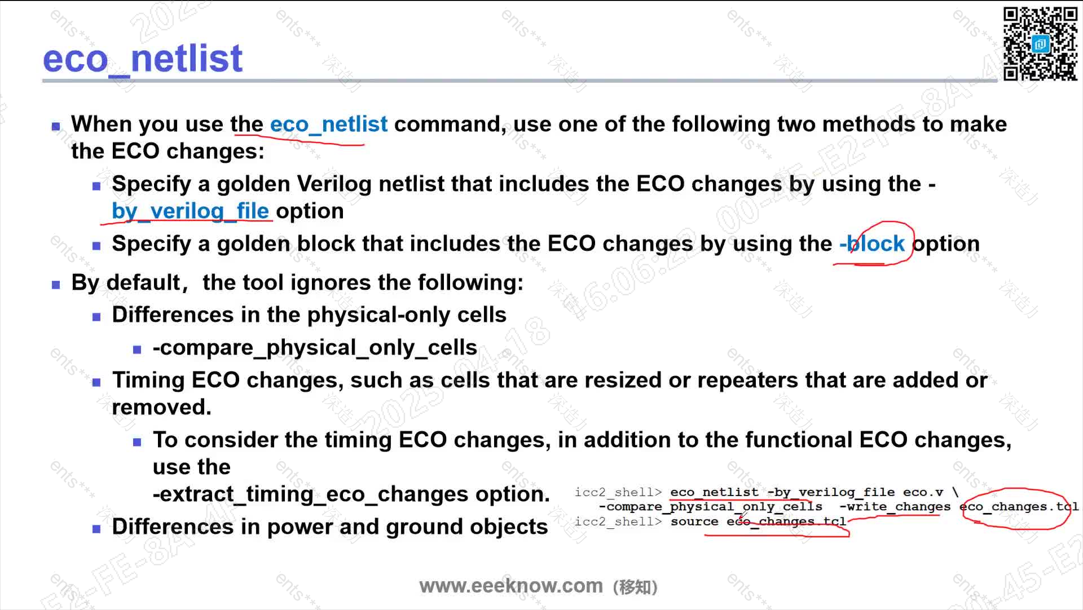 eco_netlist
When you use the eco_netlist command, use one of the following two methods to make
the ECO changes:
Specify a golden Verilog netlist that includes the ECO changes by using the -
by_verilog_file option
Specify a golden block that includes the ECO changes by using the -block option
By default，the tool ignores the following:
Differences in the physical-only cells
-compare_physical_only_cells
Timing ECO changes, such as cells that are resized or repeaters that are added or
removed.
To consider the timing ECO changes, in addition to the functional ECO changes,
use the
-extract_timing_eco_changes option.
Differences in power and ground objects
icc2_shell> eco_netlist -by_verilog_file eco.v \
-compare_physical_only_cells -write_changes eco_changes.tcl
icc2_shell> source eco_changes.tcl
www.eeeknow.com (移知)